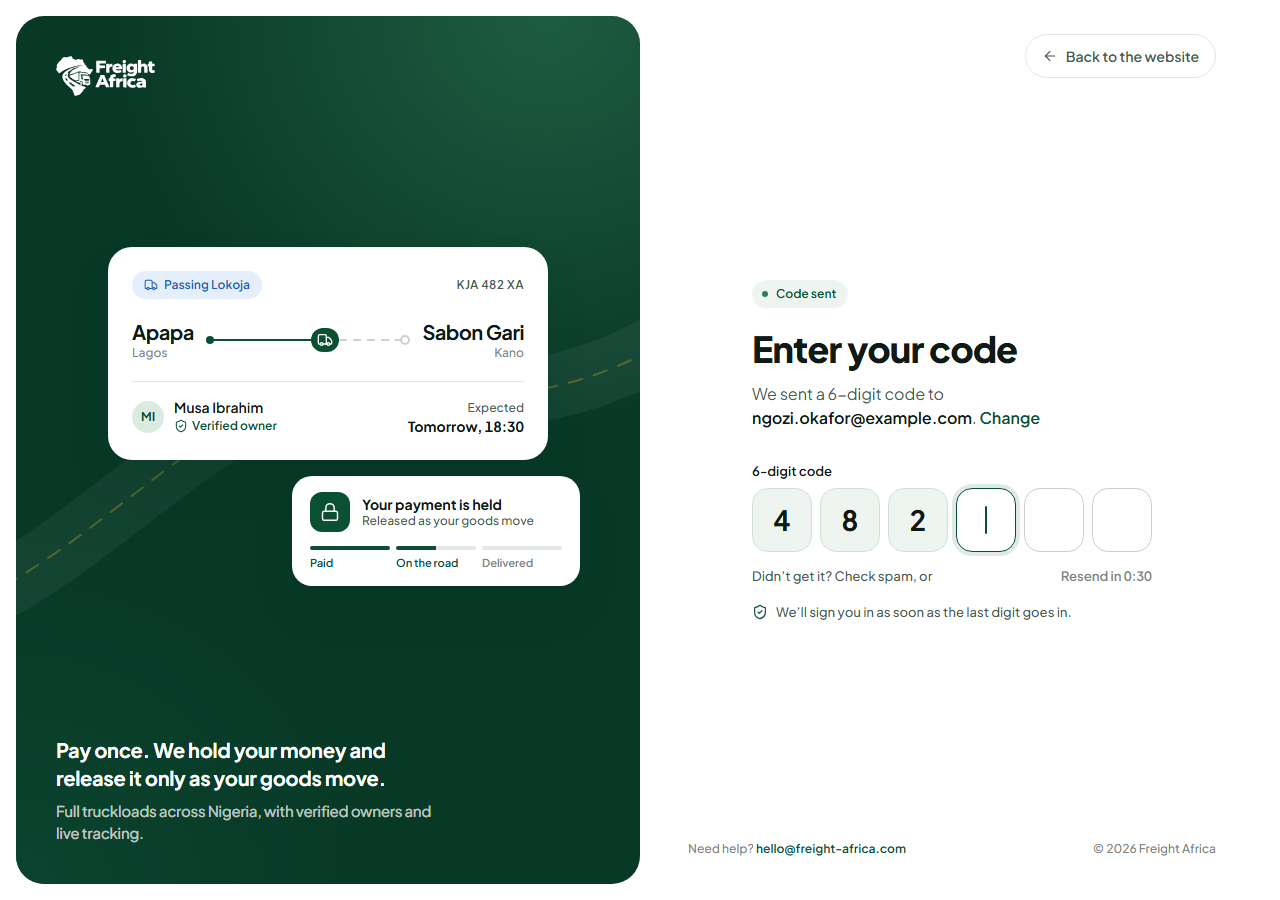 Freight
Africa
Back to the website
Passing Lokoja
KJA 482 XA
Apapa
Sabon Gari
Lagos
Kano
MI
Musa Ibrahim
Verified owner
Expected
Tomorrow, 18:30
Your payment is held
Released as your goods move
Paid
On the road
Delivered
Pay once. We hold your money and
release it only as your goods move.
Full truckloads across Nigeria, with verified owners and
live tracking.
Code sent
Enter your code
We sent a 6-digit code to
ngozi.okafor@example.com. Change
6-digit code
4 8 2
Didn't get it? Check spam, or
Resend in 0:30
We'll sign you in as soon as the last digit goes in.
Need help? hello@freight-africa.com
© 2026 Freight Africa